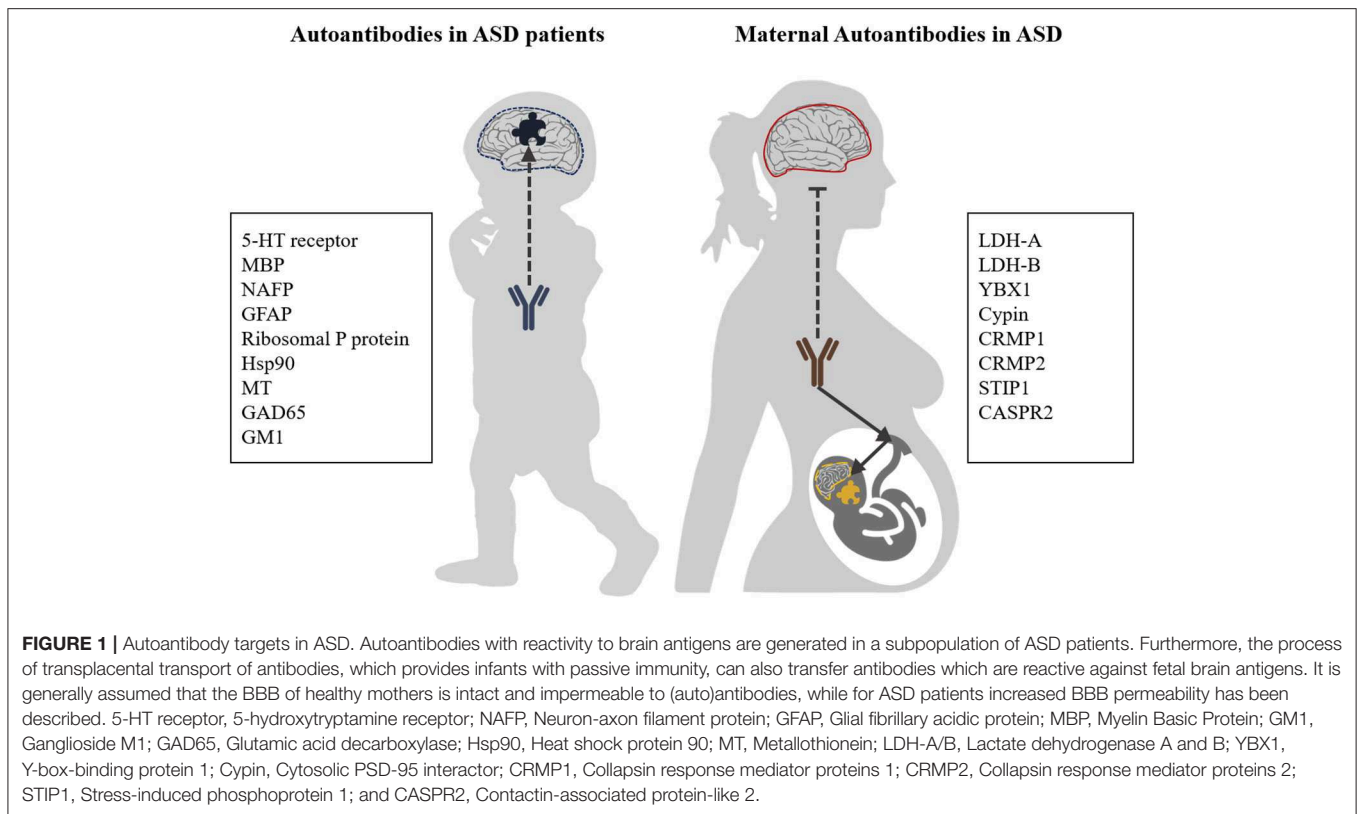 Autoantibodies in ASD patients
Maternal Autoantibodies in ASD
5-HT receptor
MBP
NAFP
GFAP
Ribosomal P protein
Hsp90
MT
GAD65
GM1
LDH-A
LDH-B
YBX1
Cypin
CRMP1
CRMP2
STIP1
CASPR2
FIGURE 1 | Autoantibody targets in ASD. Autoantibodies with reactivity to brain antigens are generated in a subpopulation of ASD patients. Furthermore, the process
of transplacental transport of antibodies, which provides infants with passive immunity, can also transfer antibodies which are reactive against fetal brain antigens. It is
generally assumed that the BBB of healthy mothers is intact and impermeable to (auto)antibodies, while for ASD patients increased BBB permeability has been
described. 5-HT receptor, 5-hydroxytryptamine receptor; NAFP, Neuron-axon filament protein; GFAP, Glial fibrillary acidic protein; MBP, Myelin Basic Protein; GM1,
Ganglioside M1; GAD65, Glutamic acid decarboxylase; Hsp90, Heat shock protein 90; MT, Metallothionein; LDH-A/B, Lactate dehydrogenase A and B; YBX1,
Y-box-binding protein 1; Cypin, Cytosolic PSD-95 interactor; CRMP1, Collapsin response mediator proteins 1; CRMP2, Collapsin response mediator proteins 2;
STIP1, Stress-induced phosphoprotein 1; and CASPR2, Contactin-associated protein-like 2.